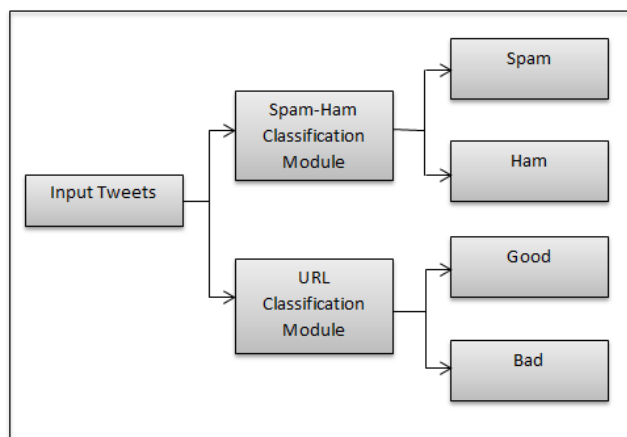 Input Tweets
Spam-Ham
Classification
Module
Spam
Ham
URL
Classification
Module
Good
Bad